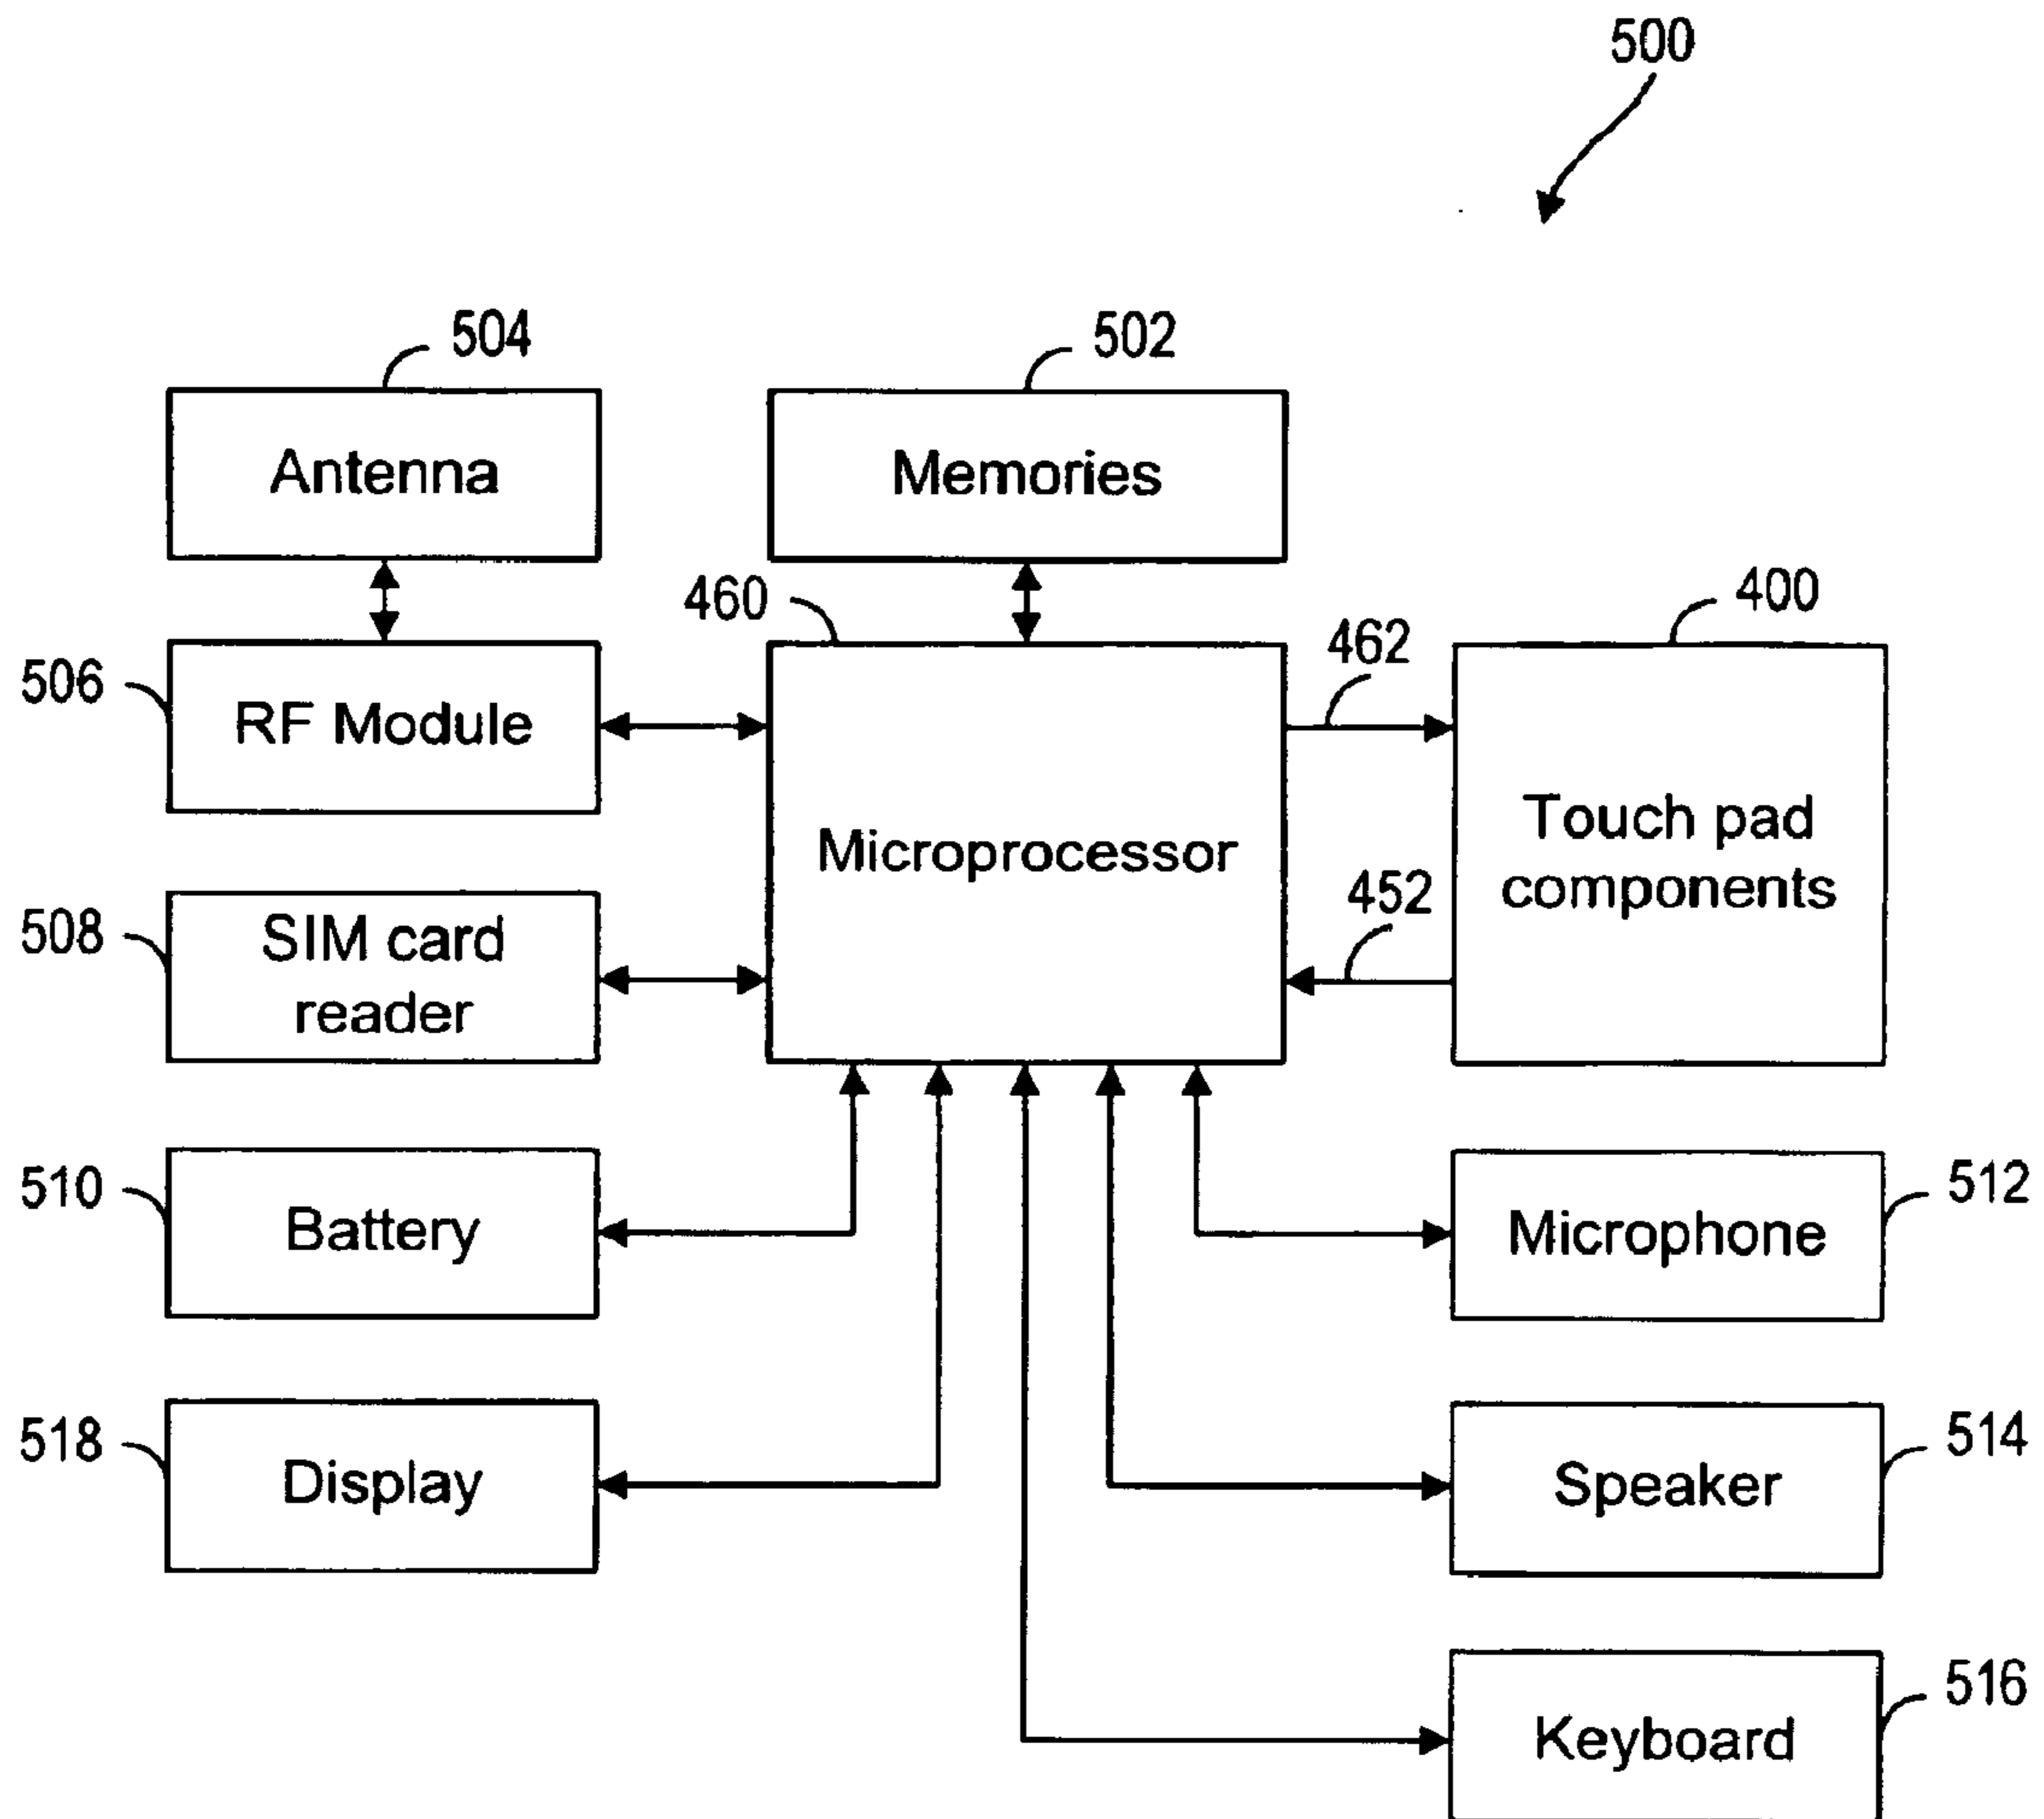 500
504
502
Antenna
Memories
460
462
400
506
RF Module
Microprocessor
Touch pad
components
452
508
SIM card
reader
510
Battery
Microphone
512
518
Display
Speaker
514
Keyboard
516